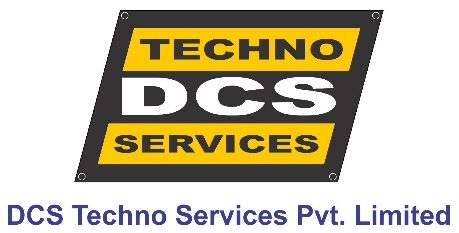 TECHNO
DCS
SERVICES
DCS Techno Services Pvt. Limited